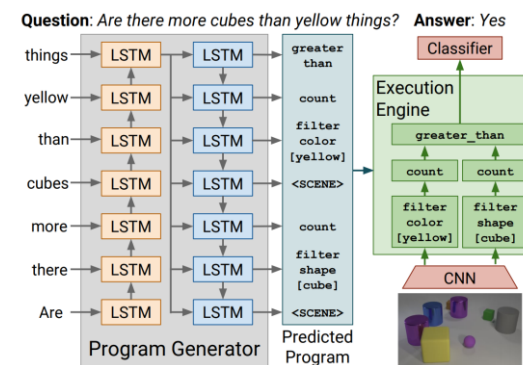 Question: Are there more cubes than yellow things? Answer: Yes
things
yellow
than
cubes
more
there
Are
LSTM
LSTM
LSTM
LSTM
LSTM
LSTM
LSTM
LSTM
LSTM
LSTM
LSTM
LSTM
LSTM
LSTM
Program Generator
greater
than
count
filter
color
[yellow]
<SCENE>
count
filter
shape
[cube]
<SCENE>
Predicted
Program
Classifier
Execution
Engine
greater_than
count
count
filter
color
[yellow]
filter
shape
[cube]
CNN